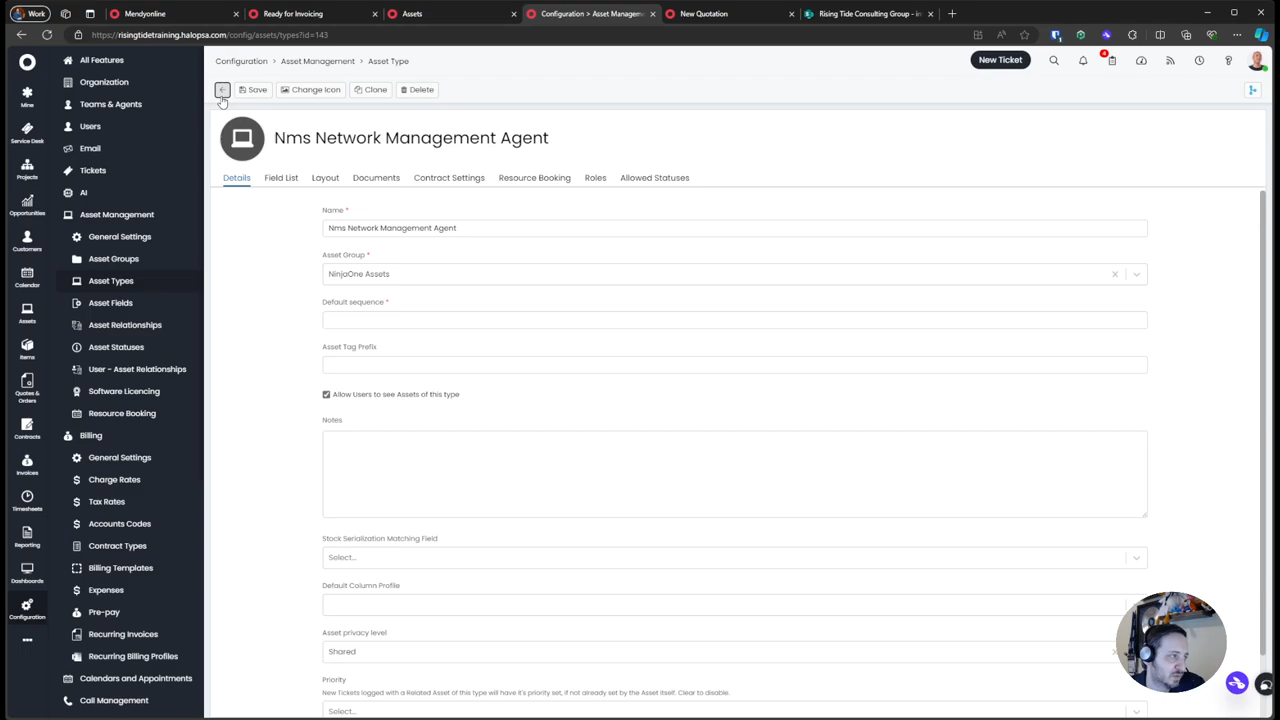 Work
Mendyonline
Ready for Invoicing
Assets
Configuration > Asset Managem
New Quotation
Rising Tide Consulting Group - in
https://risingtidetraining.halopsa.com/config/assets/types?id=143
Mine
Service Desk
Projects
Opportunities
Customers
Calendar
Assets
Items
Quotes & Orders
Contracts
Invoices
Timesheets
Reporting
Dashboards
Configuration
All Features
Organization
Teams & Agents
Users
Email
Tickets
AI
Asset Management
General Settings
Asset Groups
Asset Types
Asset Fields
Asset Relationships
Asset Statuses
User - Asset Relationships
Software Licencing
Resource Booking
Billing
General Settings
Charge Rates
Tax Rates
Accounts Codes
Contract Types
Billing Templates
Expenses
Pre-pay
Recurring Invoices
Recurring Billing Profiles
Calendars and Appointments
Call Management
Configuration > Asset Management > Asset Type
New Ticket
4
Save Change Icon Clone Delete
Nms Network Management Agent
Details Field List Layout Documents Contract Settings Resource Booking Roles Allowed Statuses
Name *
Nms Network Management Agent
Asset Group *
NinjaOne Assets
Default sequence *
Asset Tag Prefix
Allow Users to see Assets of this type
Notes
Stock Serialization Matching Field
Select...
Default Column Profile
Asset privacy level
Shared
Priority
New Tickets logged with a Related Asset of this type will have it's priority set, if not already set by the Asset itself. Clear to disable.
Select...